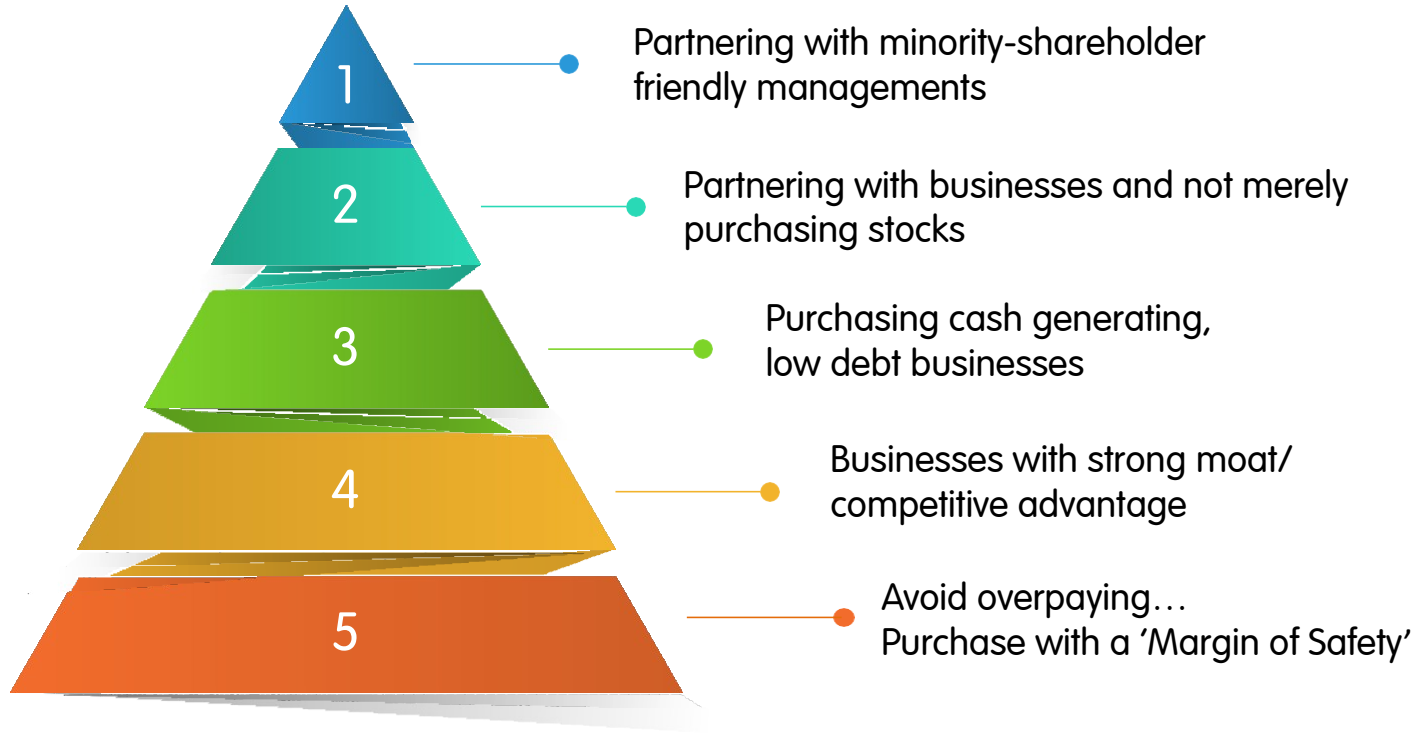 1
Partnering with minority-shareholder
friendly managements
2
Partnering with businesses and not merely
purchasing stocks
3
Purchasing cash generating,
low debt businesses
4
Businesses with strong moat/
competitive advantage
5
Avoid overpaying…
Purchase with a ‘Margin of Safety’